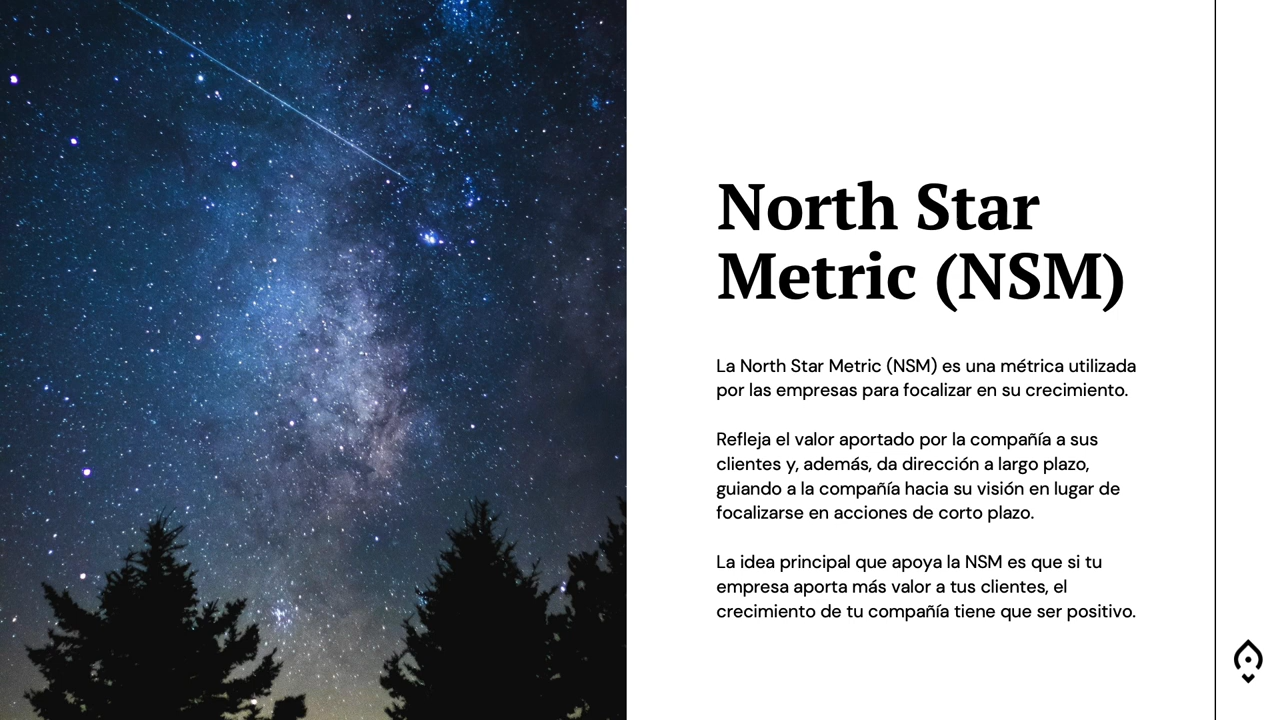 North Star
Metric (NSM)
La North Star Metric (NSM) es una métrica utilizada
por las empresas para focalizar en su crecimiento.
Refleja el valor aportado por la compañía a sus
clientes y, además, da dirección a largo plazo,
guiando a la compañía hacia su visión en lugar de
focalizarse en acciones de corto plazo.
La idea principal que apoya la NSM es que si tu
empresa aporta más valor a tus clientes, el
crecimiento de tu compañía tiene que ser positivo.